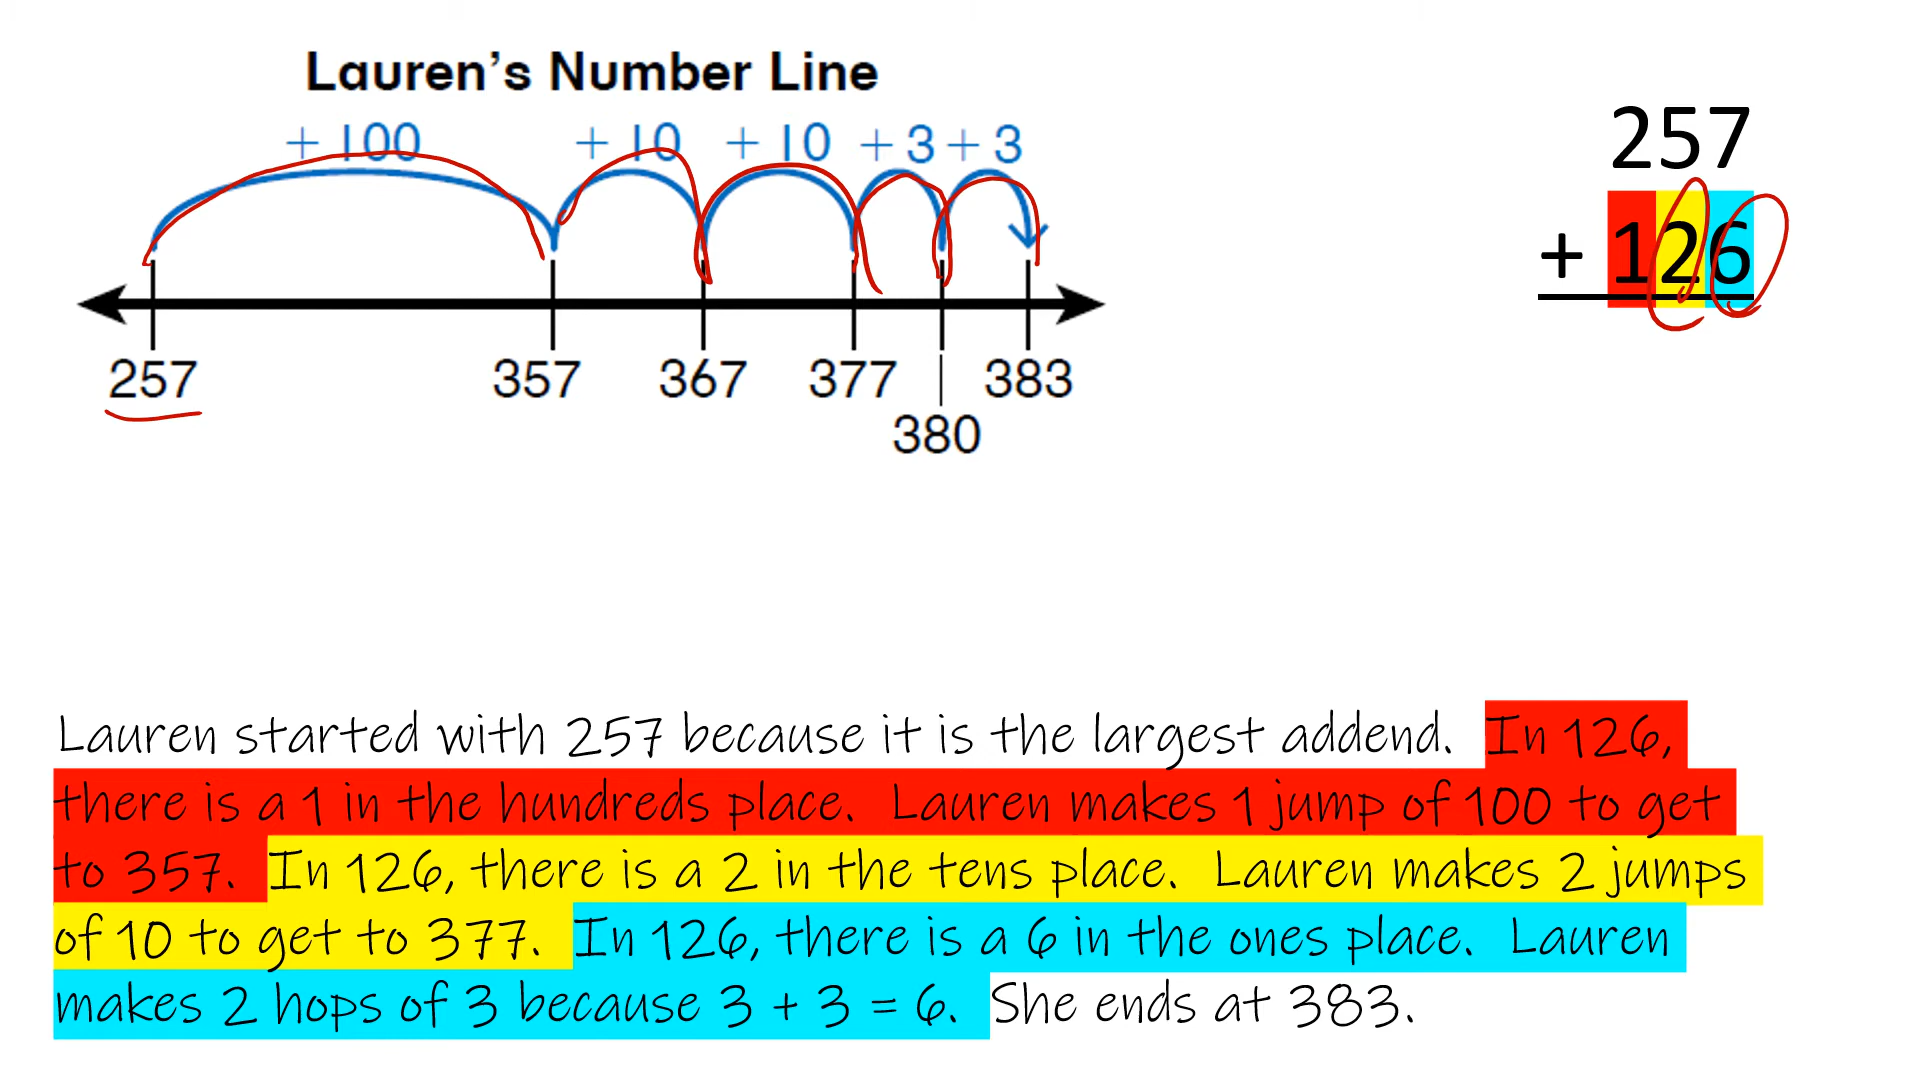 Lauren's Number Line
+ 100 + 10 + 10 + 3 + 3
257 357 367 377 383
380
257
+ 126
Lauren started with 257 because it is the largest addend. In 126,
there is a 1 in the hundreds place. Lauren makes 1 jump of 100 to get
to 357. In 126, there is a 2 in the tens place. Lauren makes 2 jumps
of 10 to get to 377. In 126, there is a 6 in the ones place. Lauren
makes 2 hops of 3 because 3 + 3 = 6. She ends at 383.